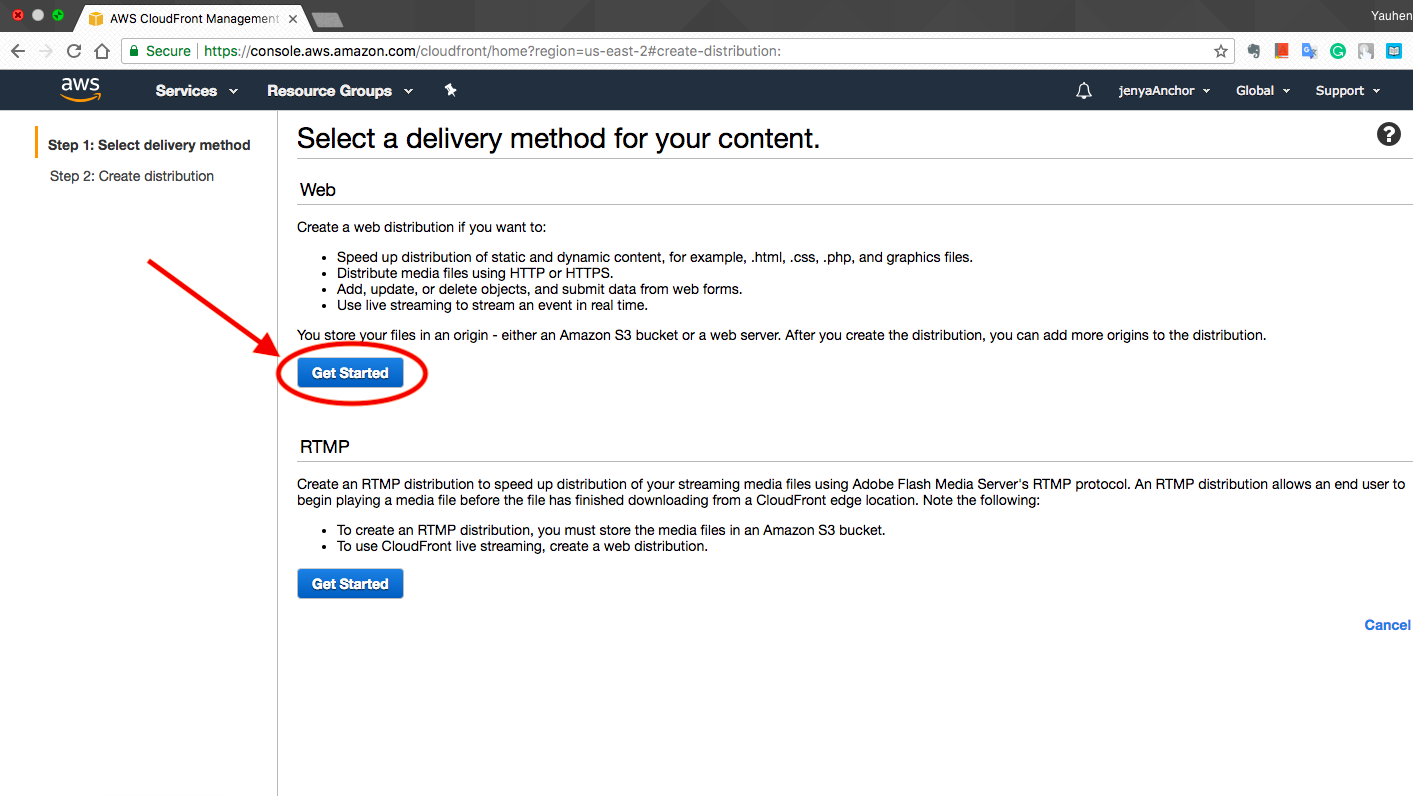 AWS CloudFront Management
Yauhen
Secure https://console.aws.amazon.com/cloudfront/home?region=us-east-2#create-distribution:
aws Services Resource Groups jenyaAnchor Global Support
Step 1: Select delivery method
Step 2: Create distribution
Select a delivery method for your content.
?
Web
Create a web distribution if you want to:
• Speed up distribution of static and dynamic content, for example, .html, .css, .php, and graphics files.
• Distribute media files using HTTP or HTTPS.
• Add, update, or delete objects, and submit data from web forms.
• Use live streaming to stream an event in real time.
You store your files in an origin - either an Amazon S3 bucket or a web server. After you create the distribution, you can add more origins to the distribution.
Get Started
RTMP
Create an RTMP distribution to speed up distribution of your streaming media files using Adobe Flash Media Server's RTMP protocol. An RTMP distribution allows an end user to
begin playing a media file before the file has finished downloading from a CloudFront edge location. Note the following:
• To create an RTMP distribution, you must store the media files in an Amazon S3 bucket.
• To use CloudFront live streaming, create a web distribution.
Get Started
Cancel